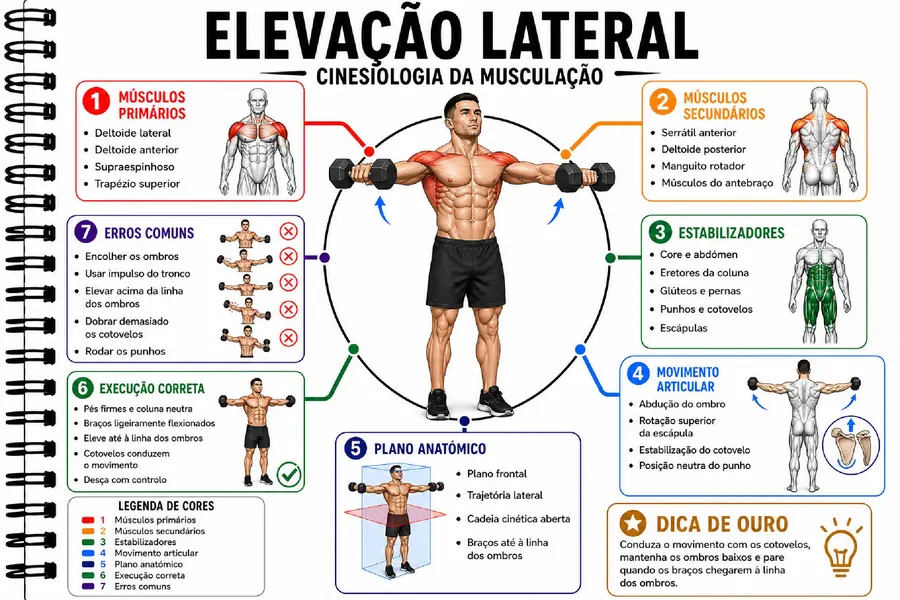 ELEVAÇÃO LATERAL
CINESIOLOGIA DA MUSCULAÇÃO
1 MÚSCULOS
PRIMÁRIOS
• Deltoide lateral
• Deltoide anterior
• Supraespinhoso
• Trapézio superior
2 MÚSCULOS
SECUNDÁRIOS
• Serrátil anterior
• Deltoide posterior
• Manguito rotador
• Músculos do antebraço
7 ERROS COMUNS
• Encolher os ombros
• Usar impulso do tronco
• Elevar acima da linha
dos ombros
• Dobrar demasiado
os cotovelos
• Rodar os punhos
3 ESTABILIZADORES
• Core e abdómen
• Eretores da coluna
• Glúteos e pernas
• Punhos e cotovelos
• Escápulas
6 EXECUÇÃO CORRETA
• Pés firmes e coluna neutra
• Braços ligeiramente flexionados
• Eleve até à linha dos ombros
• Cotovelos conduzem
o movimento
• Desça com controlo
4 MOVIMENTO
ARTICULAR
• Abdução do ombro
• Rotação superior
da escápula
• Estabilização do cotovelo
• Posição neutra do punho
5 PLANO ANATÓMICO
• Plano frontal
• Trajetória lateral
• Cadeia cinética aberta
• Braços até à linha
dos ombros
LEGENDA DE CORES
1 Músculos primários
2 Músculos secundários
3 Estabilizadores
4 Movimento articular
5 Plano anatómico
6 Execução correta
7 Erros comuns
DICA DE OURO
Conduza o movimento com os cotovelos,
mantenha os ombros baixos e pare
quando os braços chegarem à linha
dos ombros.